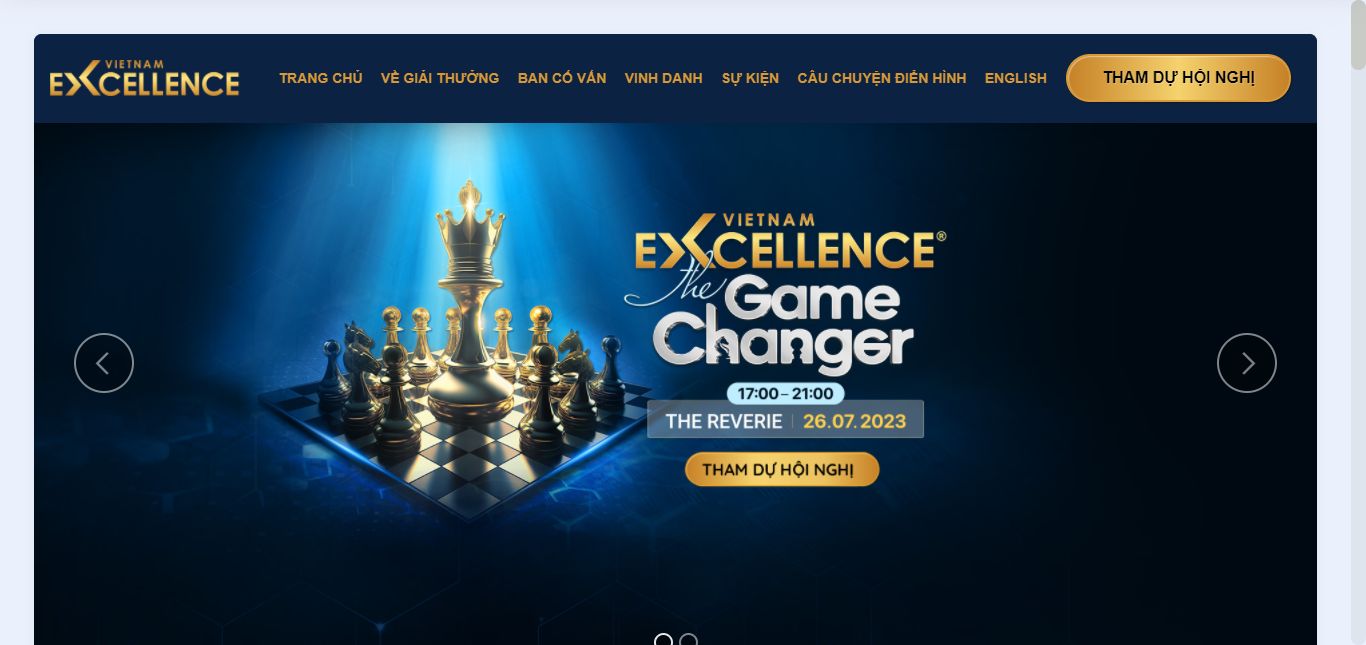 VIETNAM
EXCELLENCE
TRANG CHỦ VỀ GIẢI THƯỞNG BAN CỐ VẤN VINH DANH SỰ KIỆN CÂU CHUYỆN ĐIỂN HÌNH ENGLISH THAM DỰ HỘI NGHỊ
VIETNAM
EXCELLENCE®
the Game
Changer
17:00 – 21:00
THE REVERIE | 26.07.2023
THAM DỰ HỘI NGHỊ